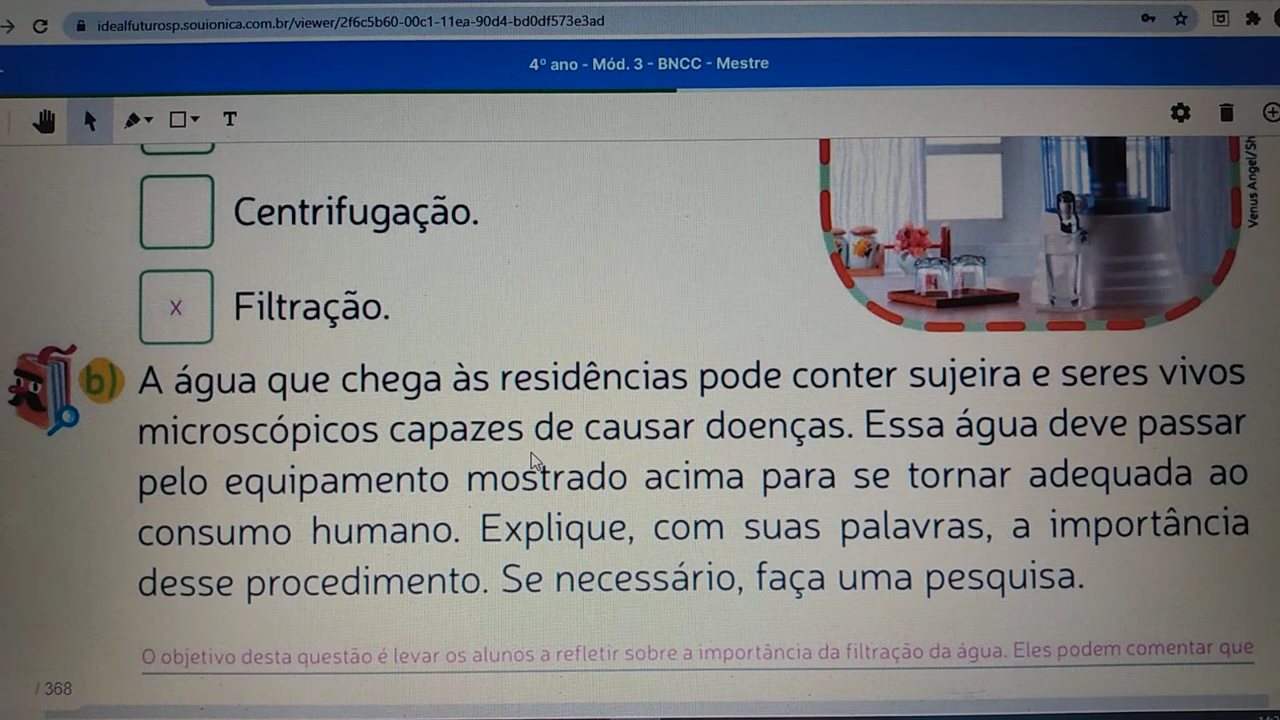 idealfuturosp.souionica.com.br/viewer/2f6c5b60-00c1-11ea-90d4-bd0df573e3ad
4º ano - Mód. 3 - BNCC - Mestre
T
Centrifugação.
x Filtração.
Venus Angel/Sh
b) A água que chega às residências pode conter sujeira e seres vivos
microscópicos capazes de causar doenças. Essa água deve passar
pelo equipamento mostrado acima para se tornar adequada ao
consumo humano. Explique, com suas palavras, a importância
desse procedimento. Se necessário, faça uma pesquisa.
O objetivo desta questão é levar os alunos a refletir sobre a importância da filtração da água. Eles podem comentar que
/ 368